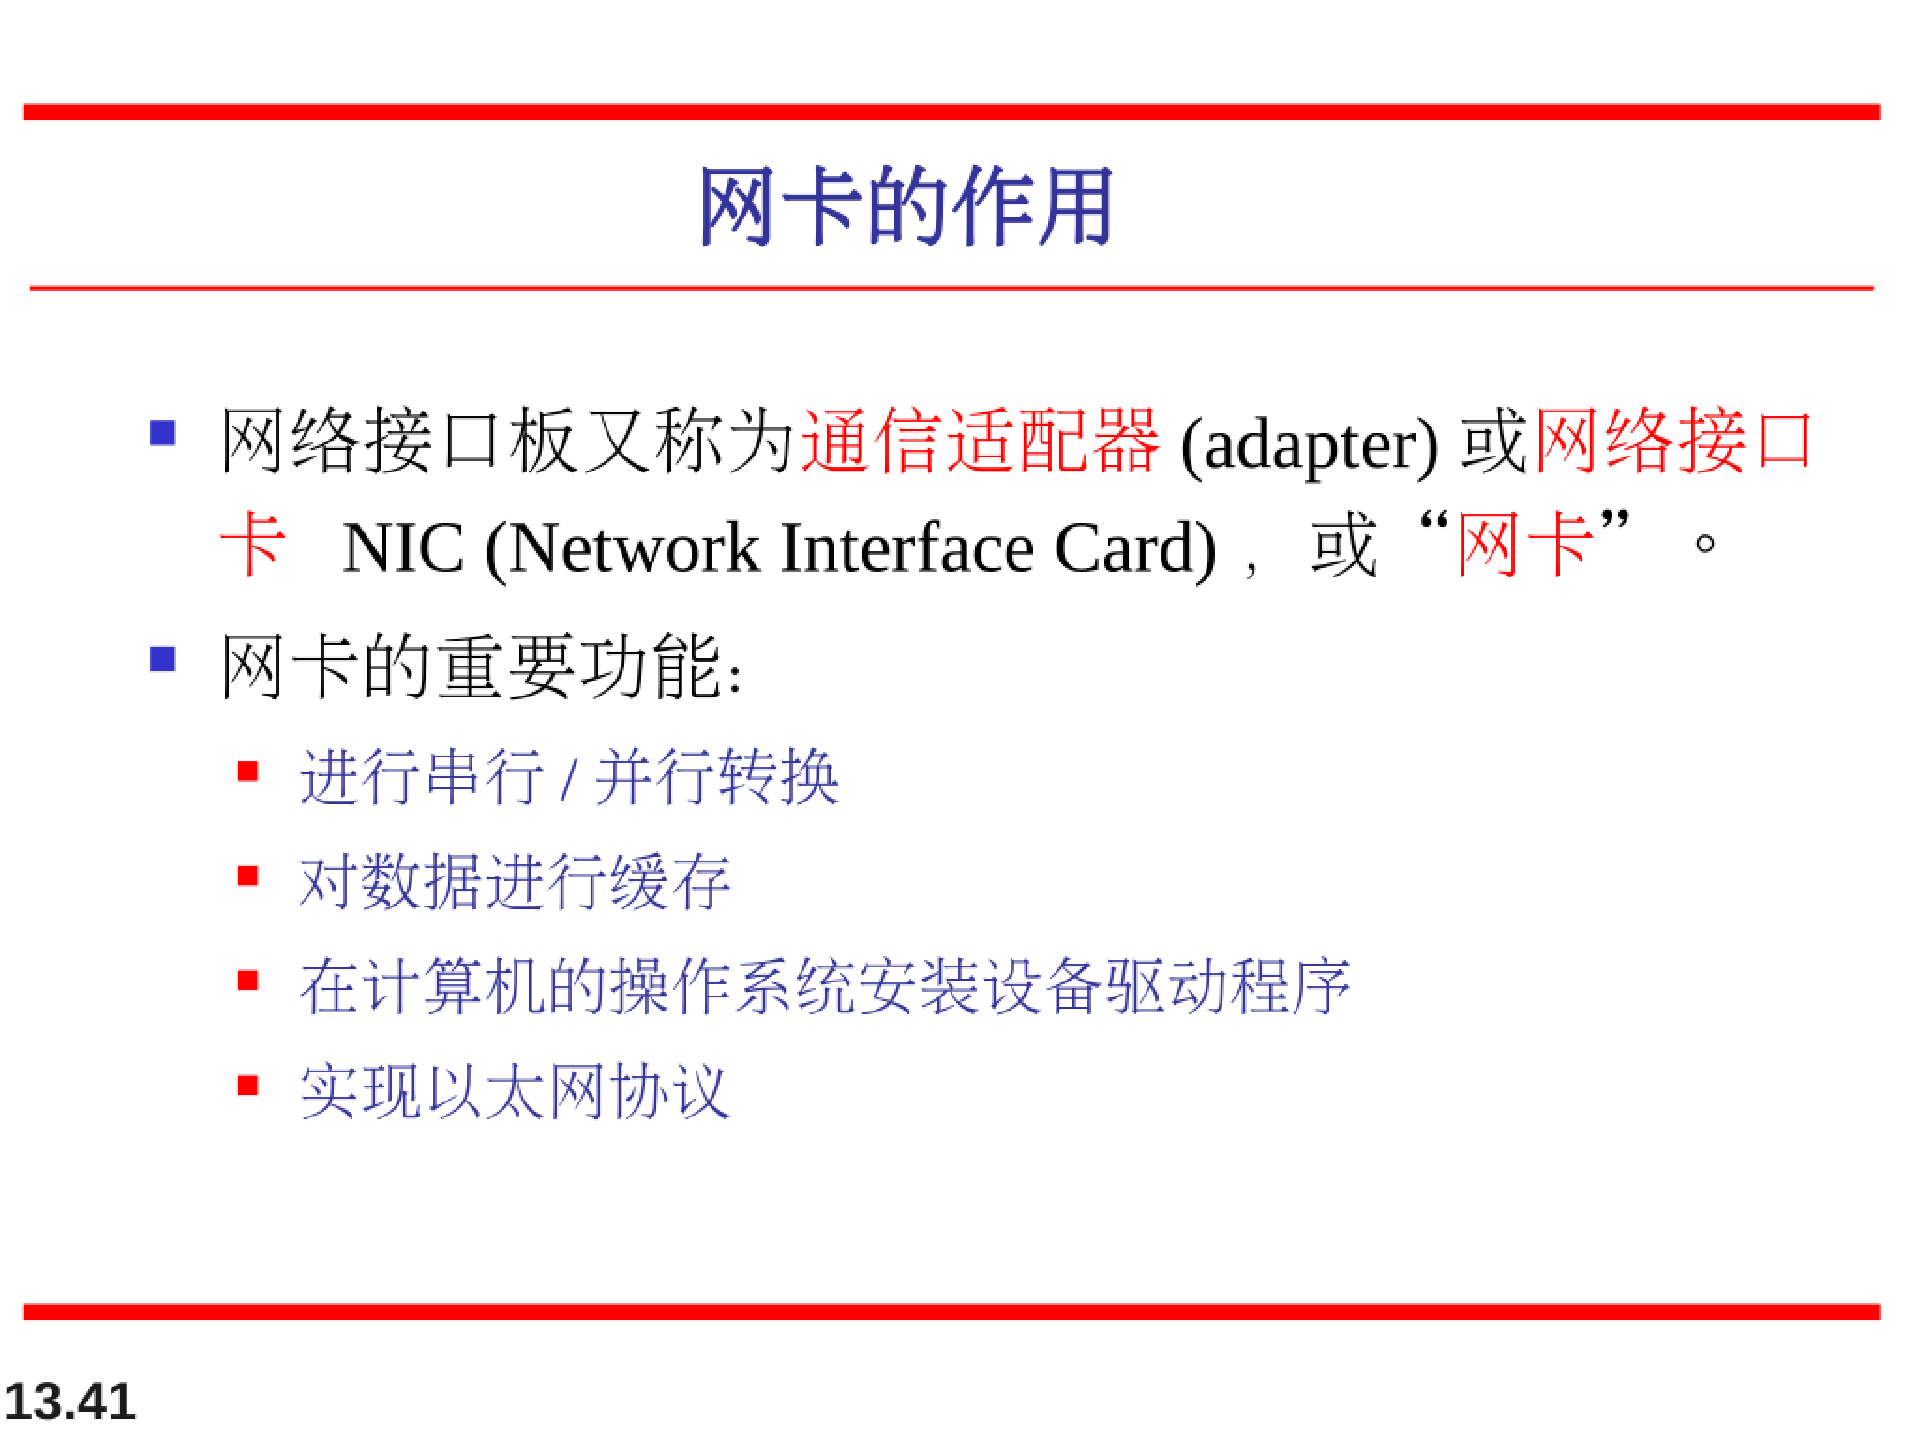 网卡的作用
网络接口板又称为通信适配器 (adapter) 或网络接口
卡 NIC (Network Interface Card) ，或“网卡”。
网卡的重要功能：
进行串行 / 并行转换
对数据进行缓存
在计算机的操作系统安装设备驱动程序
实现以太网协议
13.41